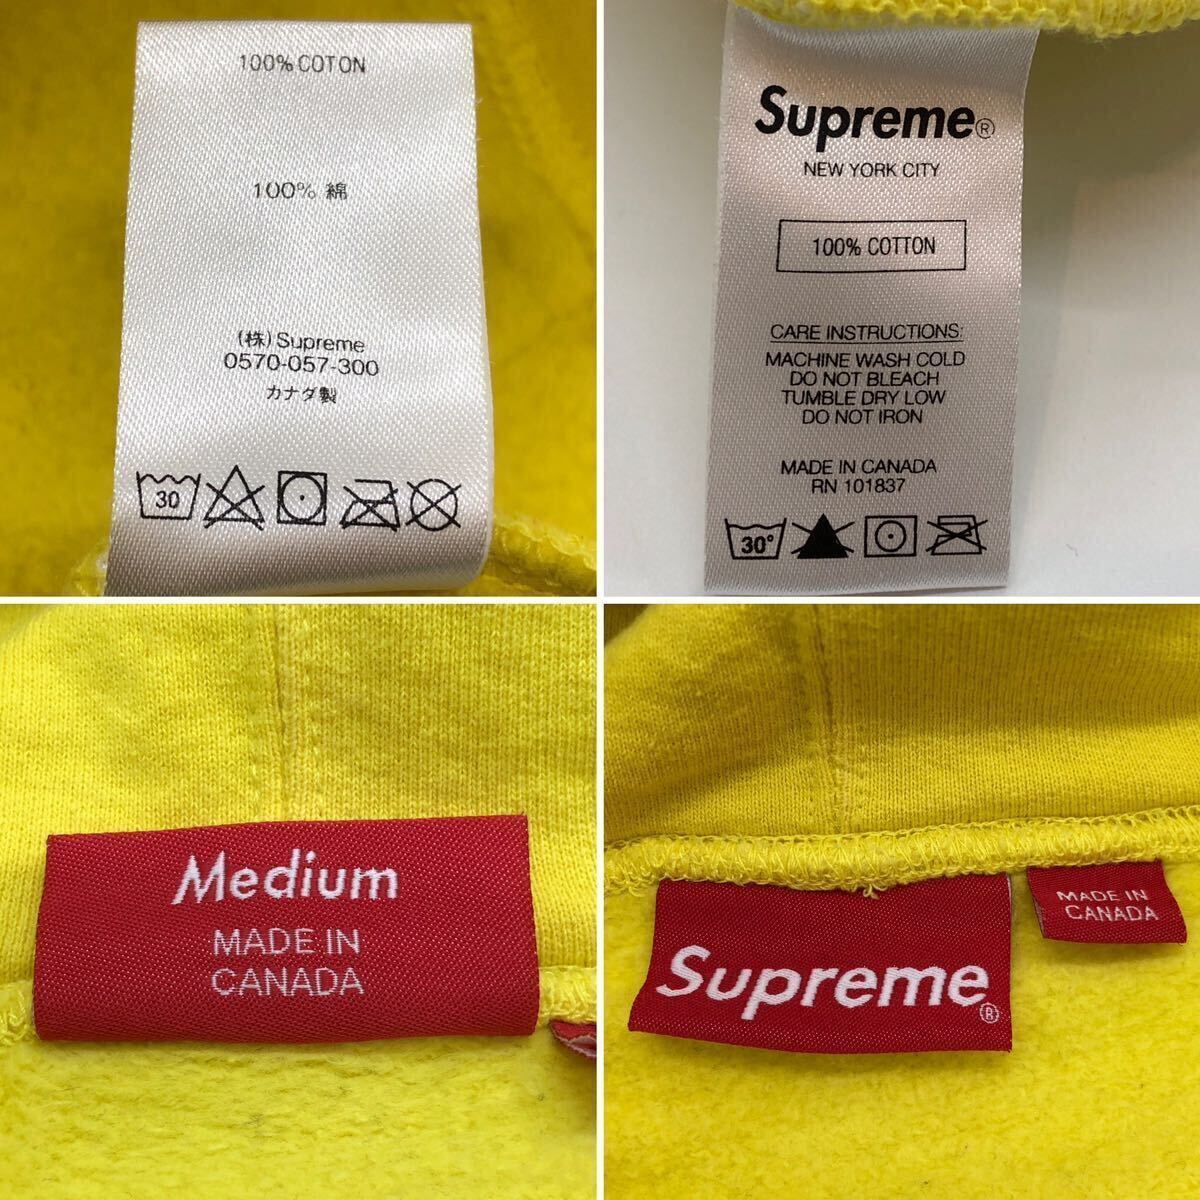 100% COTON
100% 綿
(株) Supreme
0570-057-300
カナダ製
30
Supreme®
NEW YORK CITY
100% COTTON
CARE INSTRUCTIONS:
MACHINE WASH COLD
DO NOT BLEACH
TUMBLE DRY LOW
DO NOT IRON
MADE IN CANADA
RN 101837
30°
Medium
MADE IN
CANADA
Supreme®
MADE IN
CANADA